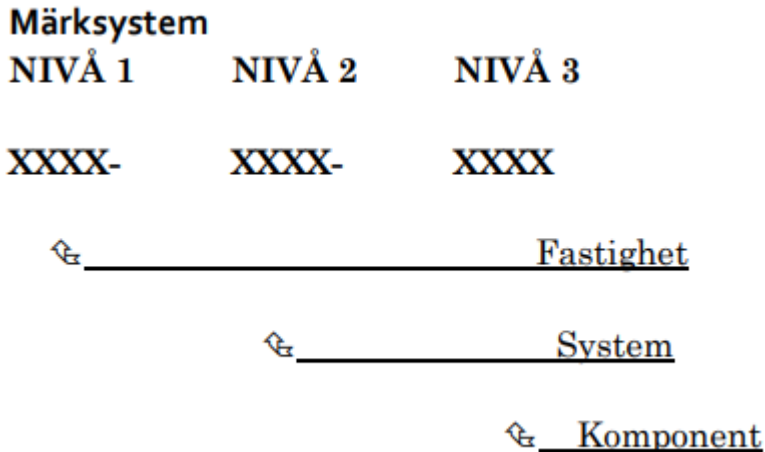 Märksystem
NIVÅ 1 NIVÅ 2 NIVÅ 3
XXXX- XXXX- XXXX
Fastighet
System
Komponent